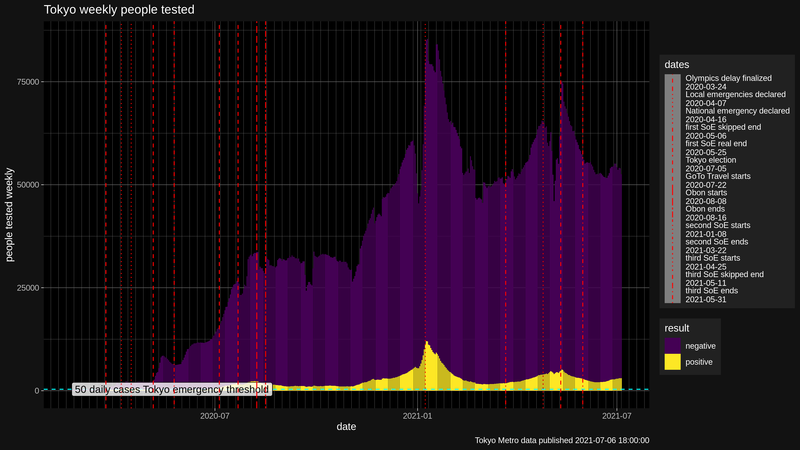 Tokyo weekly people tested
people tested weekly
75000
50000
25000
0
50 daily cases Tokyo emergency threshold
2020-07
2021-01
2021-07
date
Tokyo Metro data published 2021-07-06 18:00:00
dates
Olympics delay finalized
2020-03-24
Local emergencies declared
2020-04-07
National emergency declared
2020-04-16
first SoE skipped end
2020-05-06
first SoE real end
2020-05-25
Tokyo election
2020-07-05
GoTo Travel starts
2020-07-22
Obon starts
2020-08-08
Obon ends
2020-08-16
second SoE starts
2021-01-08
second SoE ends
2021-03-22
third SoE starts
2021-04-25
third SoE skipped end
2021-05-11
third SoE ends
2021-05-31
result
negative
positive